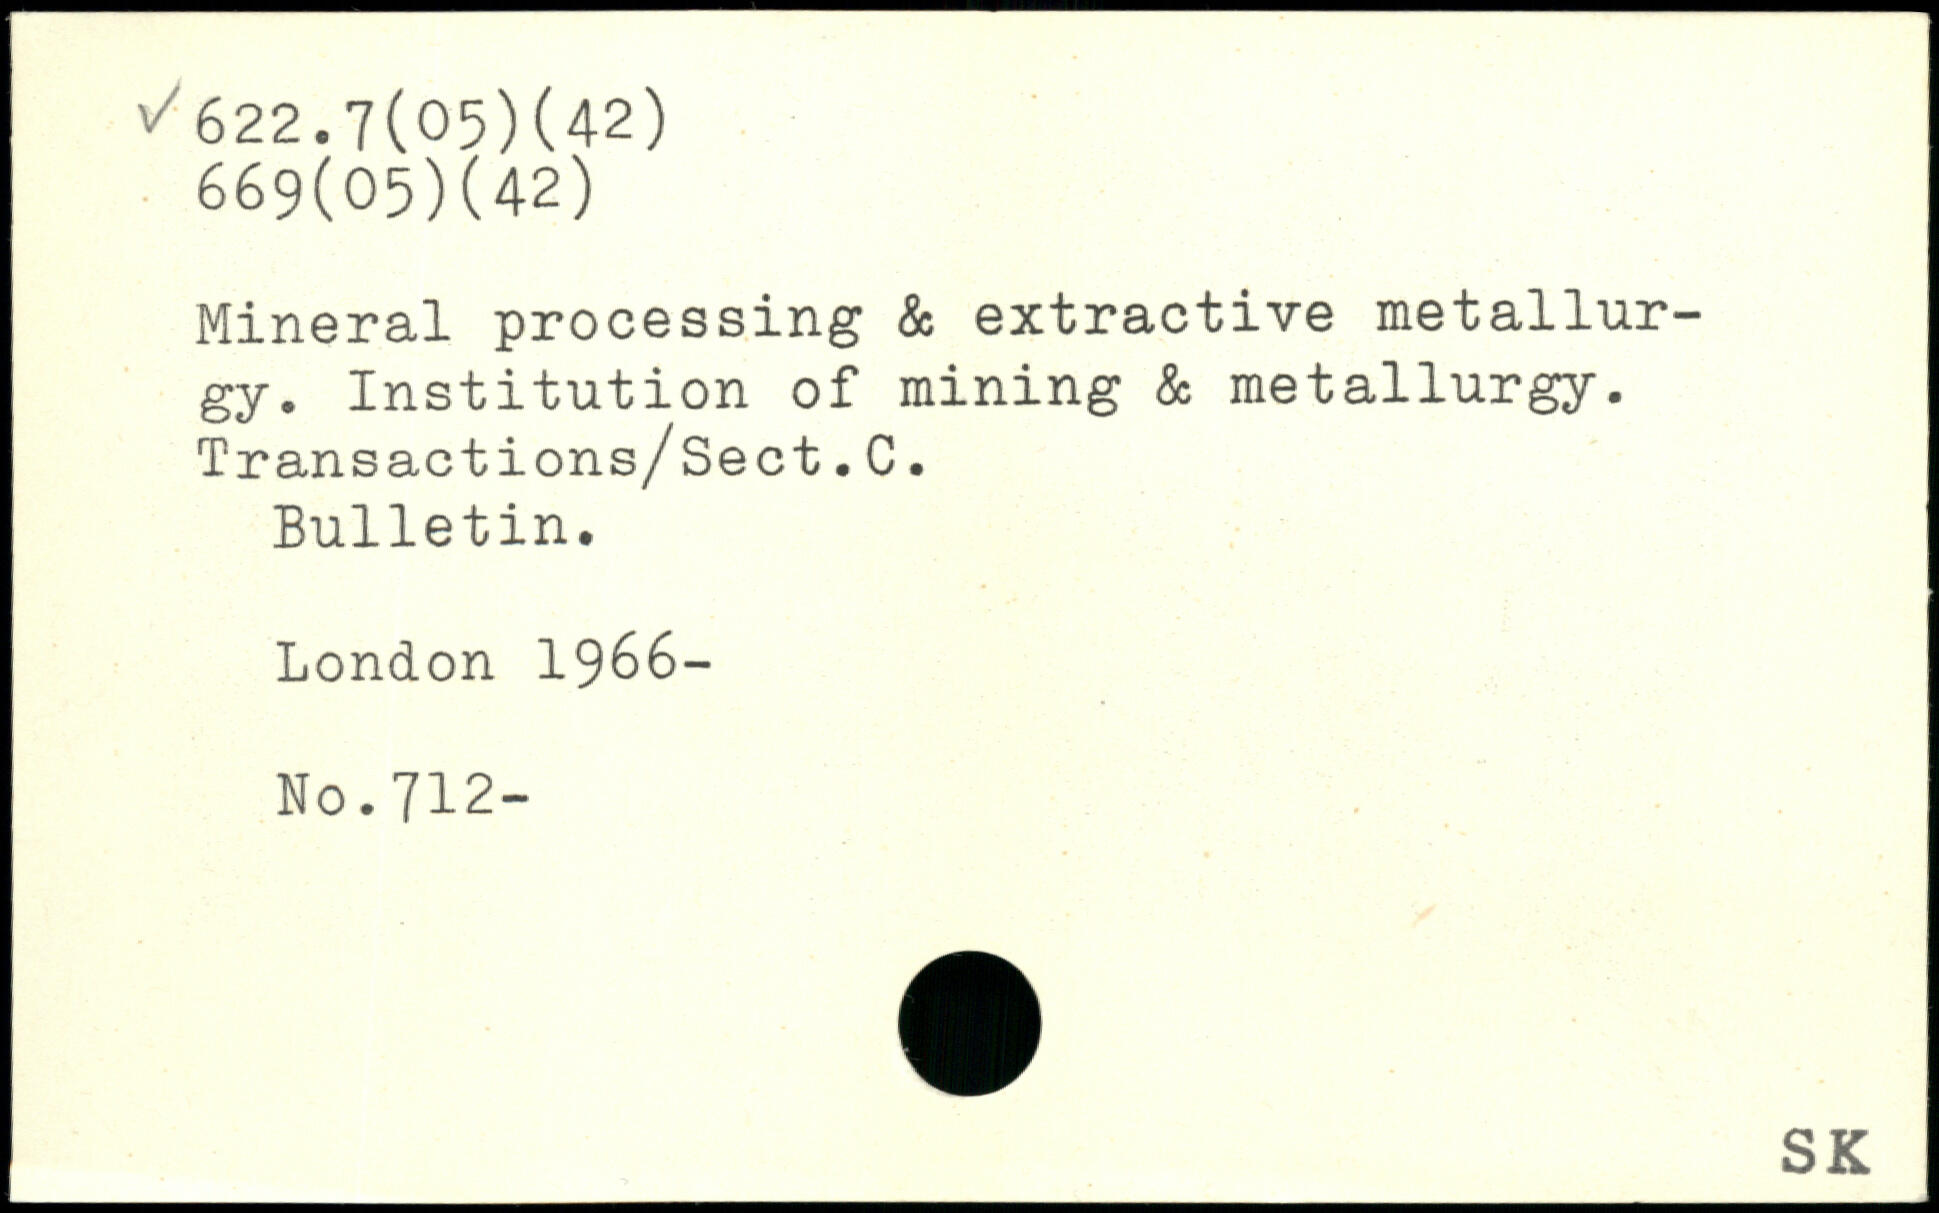 ✓ 622.7(05)(42)
669(05)(42)
Mineral processing & extractive metallur-
gy. Institution of mining & metallurgy.
Transactions/Sect.C.
Bulletin.
London 1966-
No.712-
SK